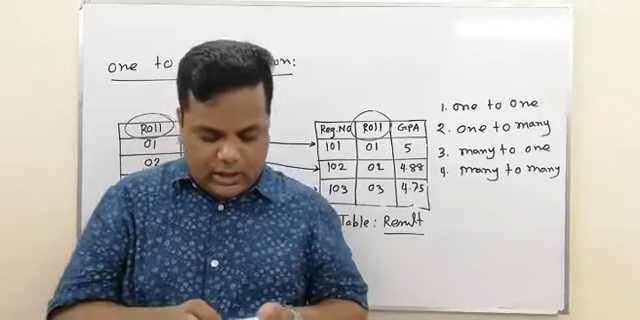 one to on:
Roll
01
02
Reg.No Roll GPA
101 01 5
102 02 4.88
103 03 4.75
Table: Result
1. one to one
2. one to many
3. many to one
4. many to many